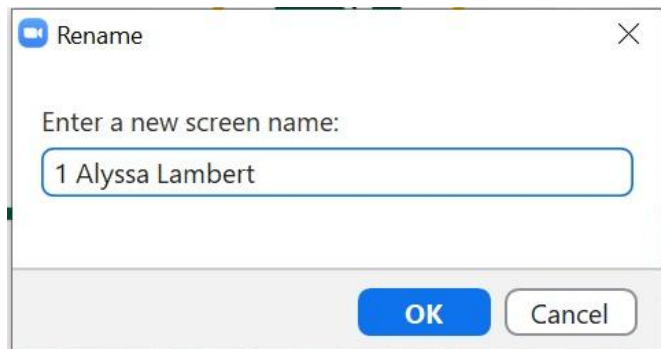 Rename
Enter a new screen name:
1 Alyssa Lambert
OK
Cancel